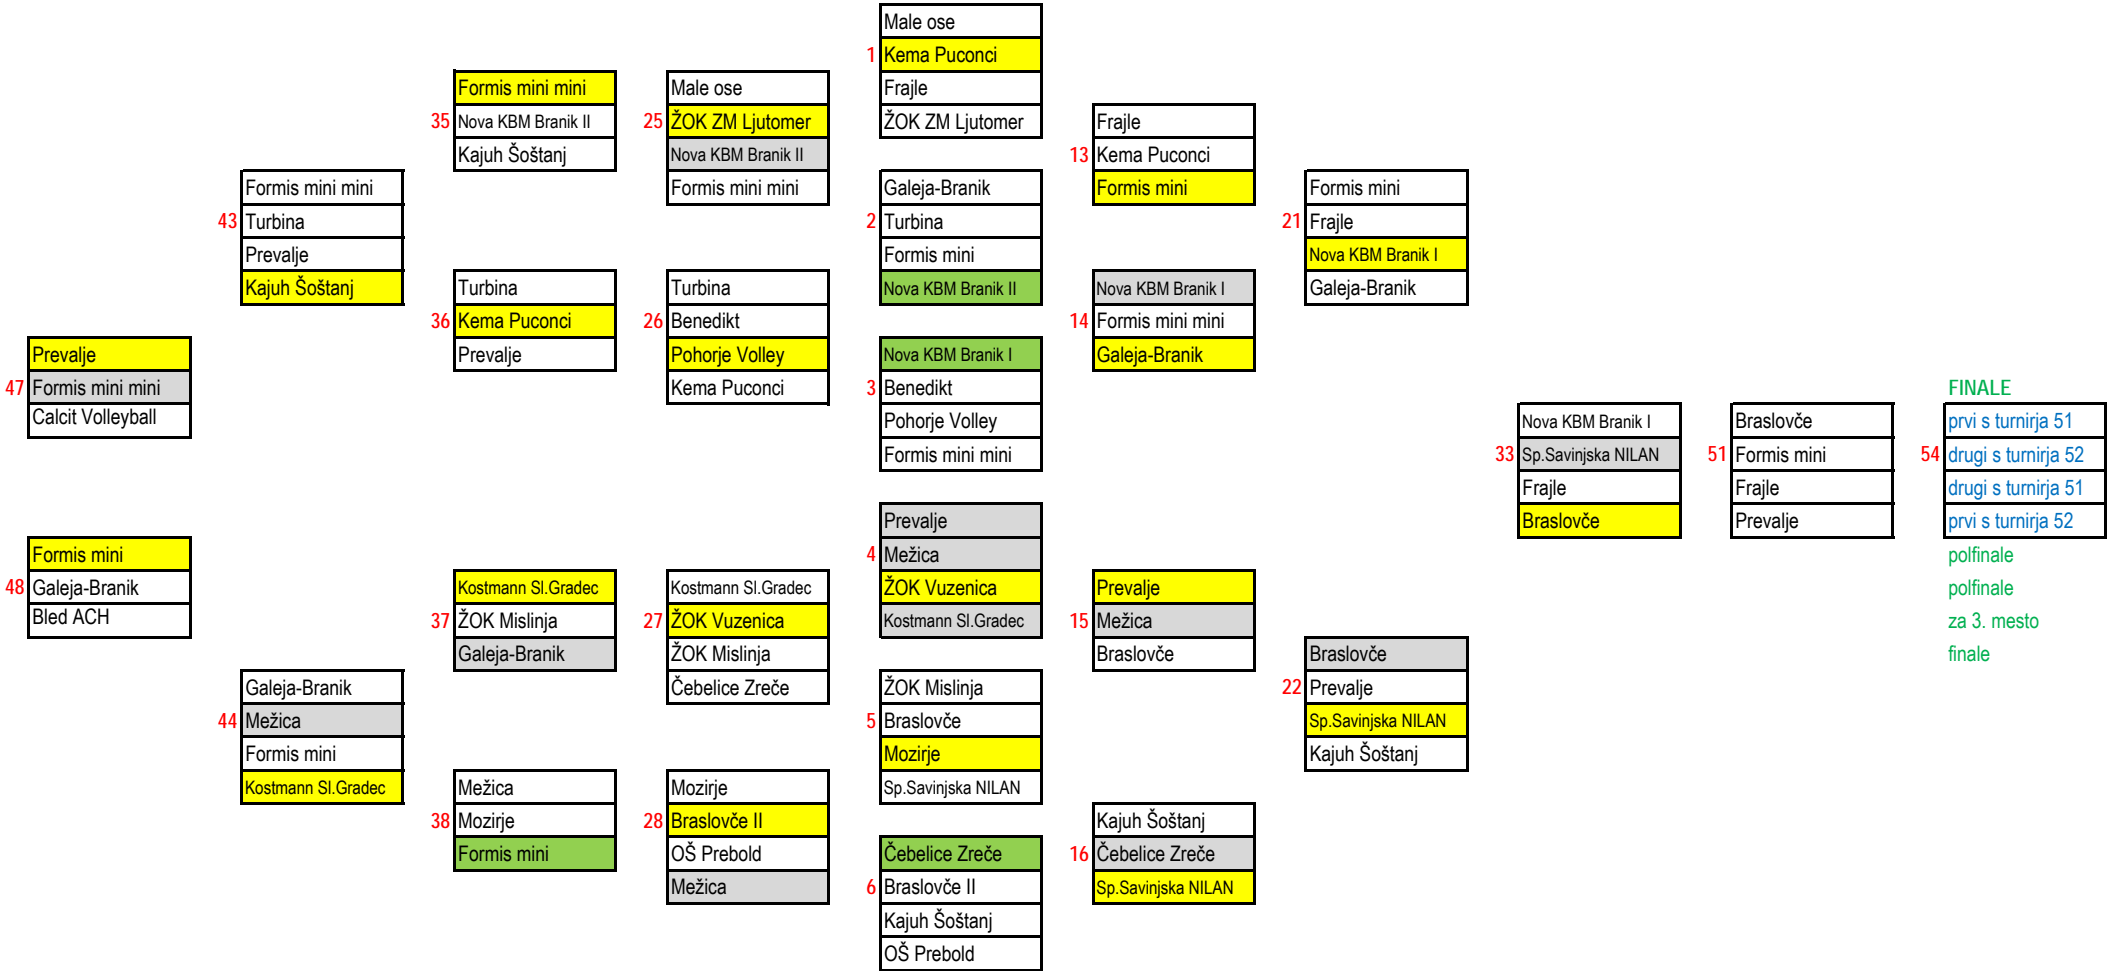 47
Prevalje
Formis mini mini
Calcit Volleyball
48
Formis mini
Galeja-Branik
Bled ACH
43
Formis mini mini
Turbina
Prevalje
Kajuh Šoštanj
44
Galeja-Branik
Mežica
Formis mini
Kostmann Sl.Gradec
35
Formis mini mini
Nova KBM Branik II
Kajuh Šoštanj
36
Turbina
Kema Puconci
Prevalje
37
Kostmann Sl.Gradec
ŽOK Mislinja
Galeja-Branik
38
Mežica
Mozirje
Formis mini
25
Male ose
ŽOK ZM Ljutomer
Nova KBM Branik II
Formis mini mini
26
Turbina
Benedikt
Pohorje Volley
Kema Puconci
27
Kostmann Sl.Gradec
ŽOK Vuzenica
ŽOK Mislinja
Čebelice Zreče
28
Mozirje
Braslovče II
OŠ Prebold
Mežica
1
Male ose
Kema Puconci
Frajle
ŽOK ZM Ljutomer
2
Galeja-Branik
Turbina
Formis mini
Nova KBM Branik II
3
Nova KBM Branik I
Benedikt
Pohorje Volley
Formis mini mini
4
Prevalje
Mežica
ŽOK Vuzenica
Kostmann Sl.Gradec
5
ŽOK Mislinja
Braslovče
Mozirje
Sp.Savinjska NILAN
6
Čebelice Zreče
Braslovče II
Kajuh Šoštanj
OŠ Prebold
13
Frajle
Kema Puconci
Formis mini
14
Nova KBM Branik I
Formis mini mini
Galeja-Branik
15
Prevalje
Mežica
Braslovče
16
Kajuh Šoštanj
Čebelice Zreče
Sp.Savinjska NILAN
21
Formis mini
Frajle
Nova KBM Branik I
Galeja-Branik
22
Braslovče
Prevalje
Sp.Savinjska NILAN
Kajuh Šoštanj
33
Nova KBM Branik I
Sp.Savinjska NILAN
Frajle
Braslovče
51
Braslovče
Formis mini
Frajle
Prevalje
FINALE
54
prvi s turnirja 51
drugi s turnirja 52
drugi s turnirja 51
prvi s turnirja 52
polfinale
polfinale
za 3. mesto
finale